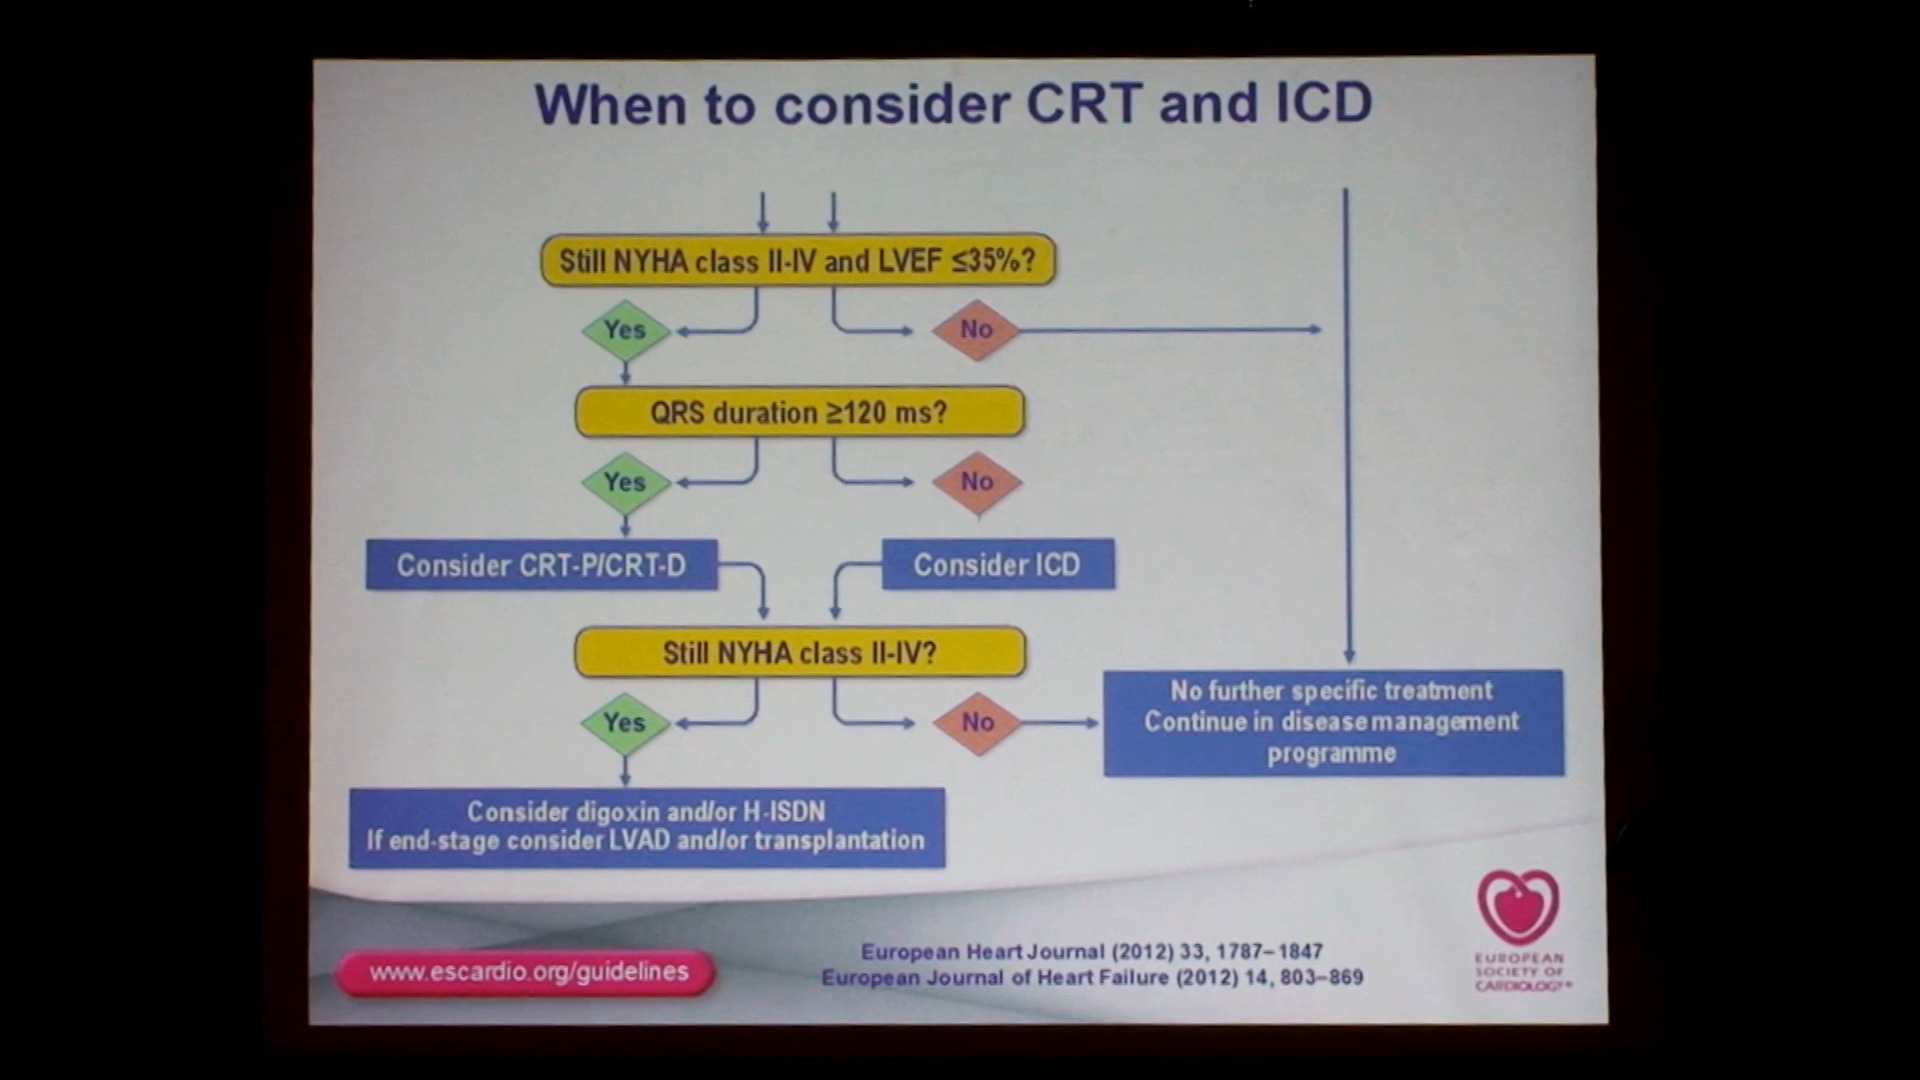 When to consider CRT and ICD
Still NYHA class II-IV and LVEF ≤35%?
Yes
No
QRS duration ≥120 ms?
Yes
No
Consider CRT-P/CRT-D
Consider ICD
Still NYHA class II-IV?
Yes
No
No further specific treatment
Continue in disease management
programme
Consider digoxin and/or H-ISDN
If end-stage consider LVAD and/or transplantation
www.escardio.org/guidelines
European Heart Journal (2012) 33, 1787–1847
European Journal of Heart Failure (2012) 14, 803–869
EUROPEAN
SOCIETY OF
CARDIOLOGY®